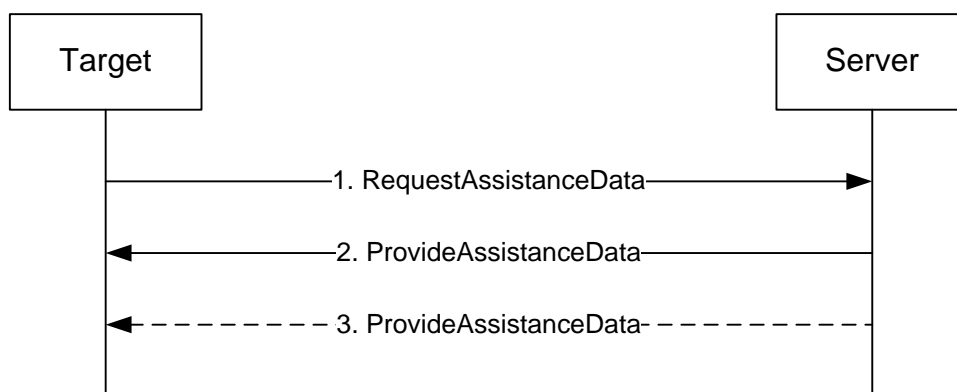 Target
Server
1. RequestAssistanceData
2. ProvideAssistanceData
3. ProvideAssistanceData